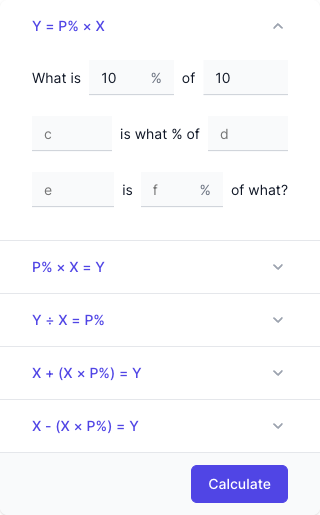 Y = P% × X
What is 10 % of 10
c is what % of d
e is f % of what?
P% × X = Y
Y ÷ X = P%
X + (X × P%) = Y
X - (X × P%) = Y
Calculate